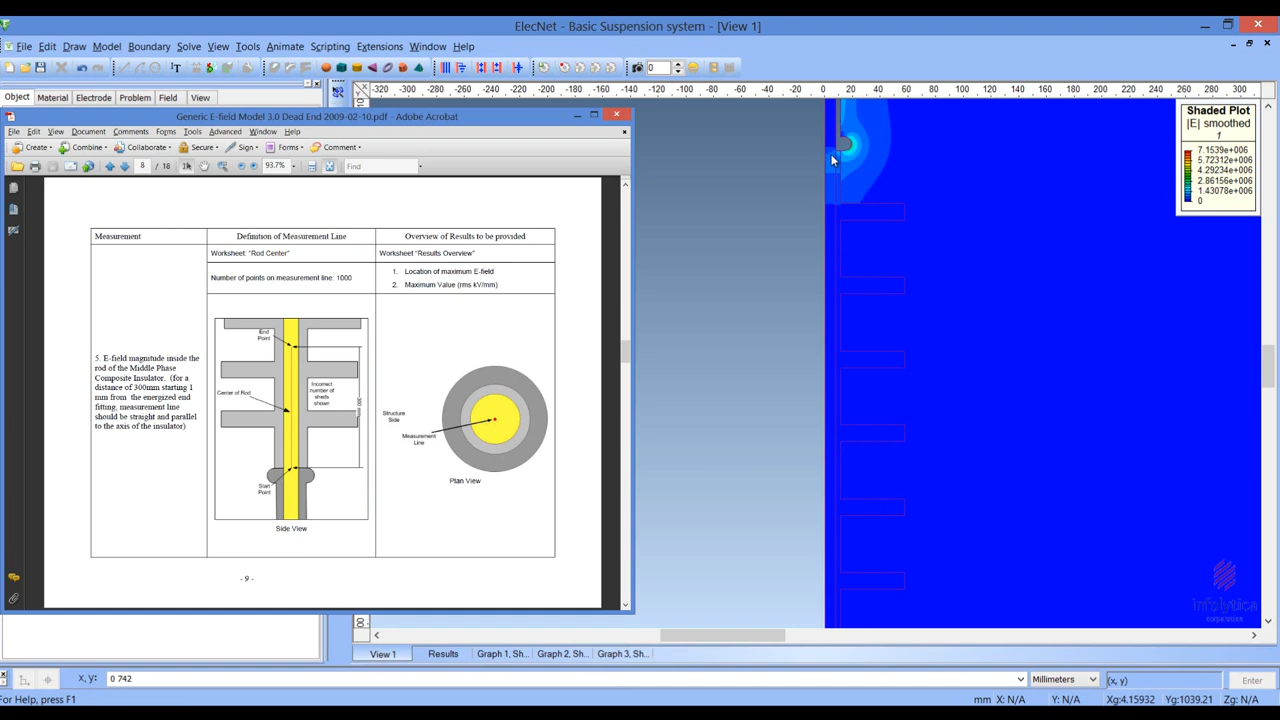 ElecNet - Basic Suspension system - [View 1]
File Edit Draw Model Boundary Solve View Tools Animate Scripting Extensions Window Help
0
Object Material Electrode Problem Field View
-320 -300 -280 -260 -240 -220 -200 -180 -160 -140 -120 -100 -80 -60 -40 -20 0 20 40 60 80 100 120 140 160 180 200 220 240 260 280 300
Generic E-field Model 3.0 Dead End 2009-02-10.pdf - Adobe Acrobat
File Edit View Document Comments Forms Tools Advanced Window Help
Create Combine Collaborate Secure Sign Forms Comment
8 / 18 93.7% Find
Measurement
Definition of Measurement Line
Overview of Results to be provided
Worksheet: "Rod Center"
Worksheet "Results Overview"
Number of points on measurement line: 1000
1. Location of maximum E-field
2. Maximum Value (rms kV/mm)
5. E-field magnitude inside the
rod of the Middle Phase
Composite Insulator. (for a
distance of 300mm starting 1
mm from the energized end
fitting, measurement line
should be straight and parallel
to the axis of the insulator)
End
Point
Center of Rod
Incorrect
number of
sheds
shown
Start
Point
Side View
Structure
Side
Measurement
Line
Plan View
- 9 -
Shaded Plot
|E| smoothed
1
7.1539e+006
5.72312e+006
4.29234e+006
2.86156e+006
1.43078e+006
0
infolytica
corporation
View 1 Results Graph 1, Sh... Graph 2, Sh... Graph 3, Sh...
x, y: 0 742 Millimeters (x, y) Enter
For Help, press F1
mm X: N/A Y: N/A Xg:4.15932 Yg:1039.21 Zg: N/A